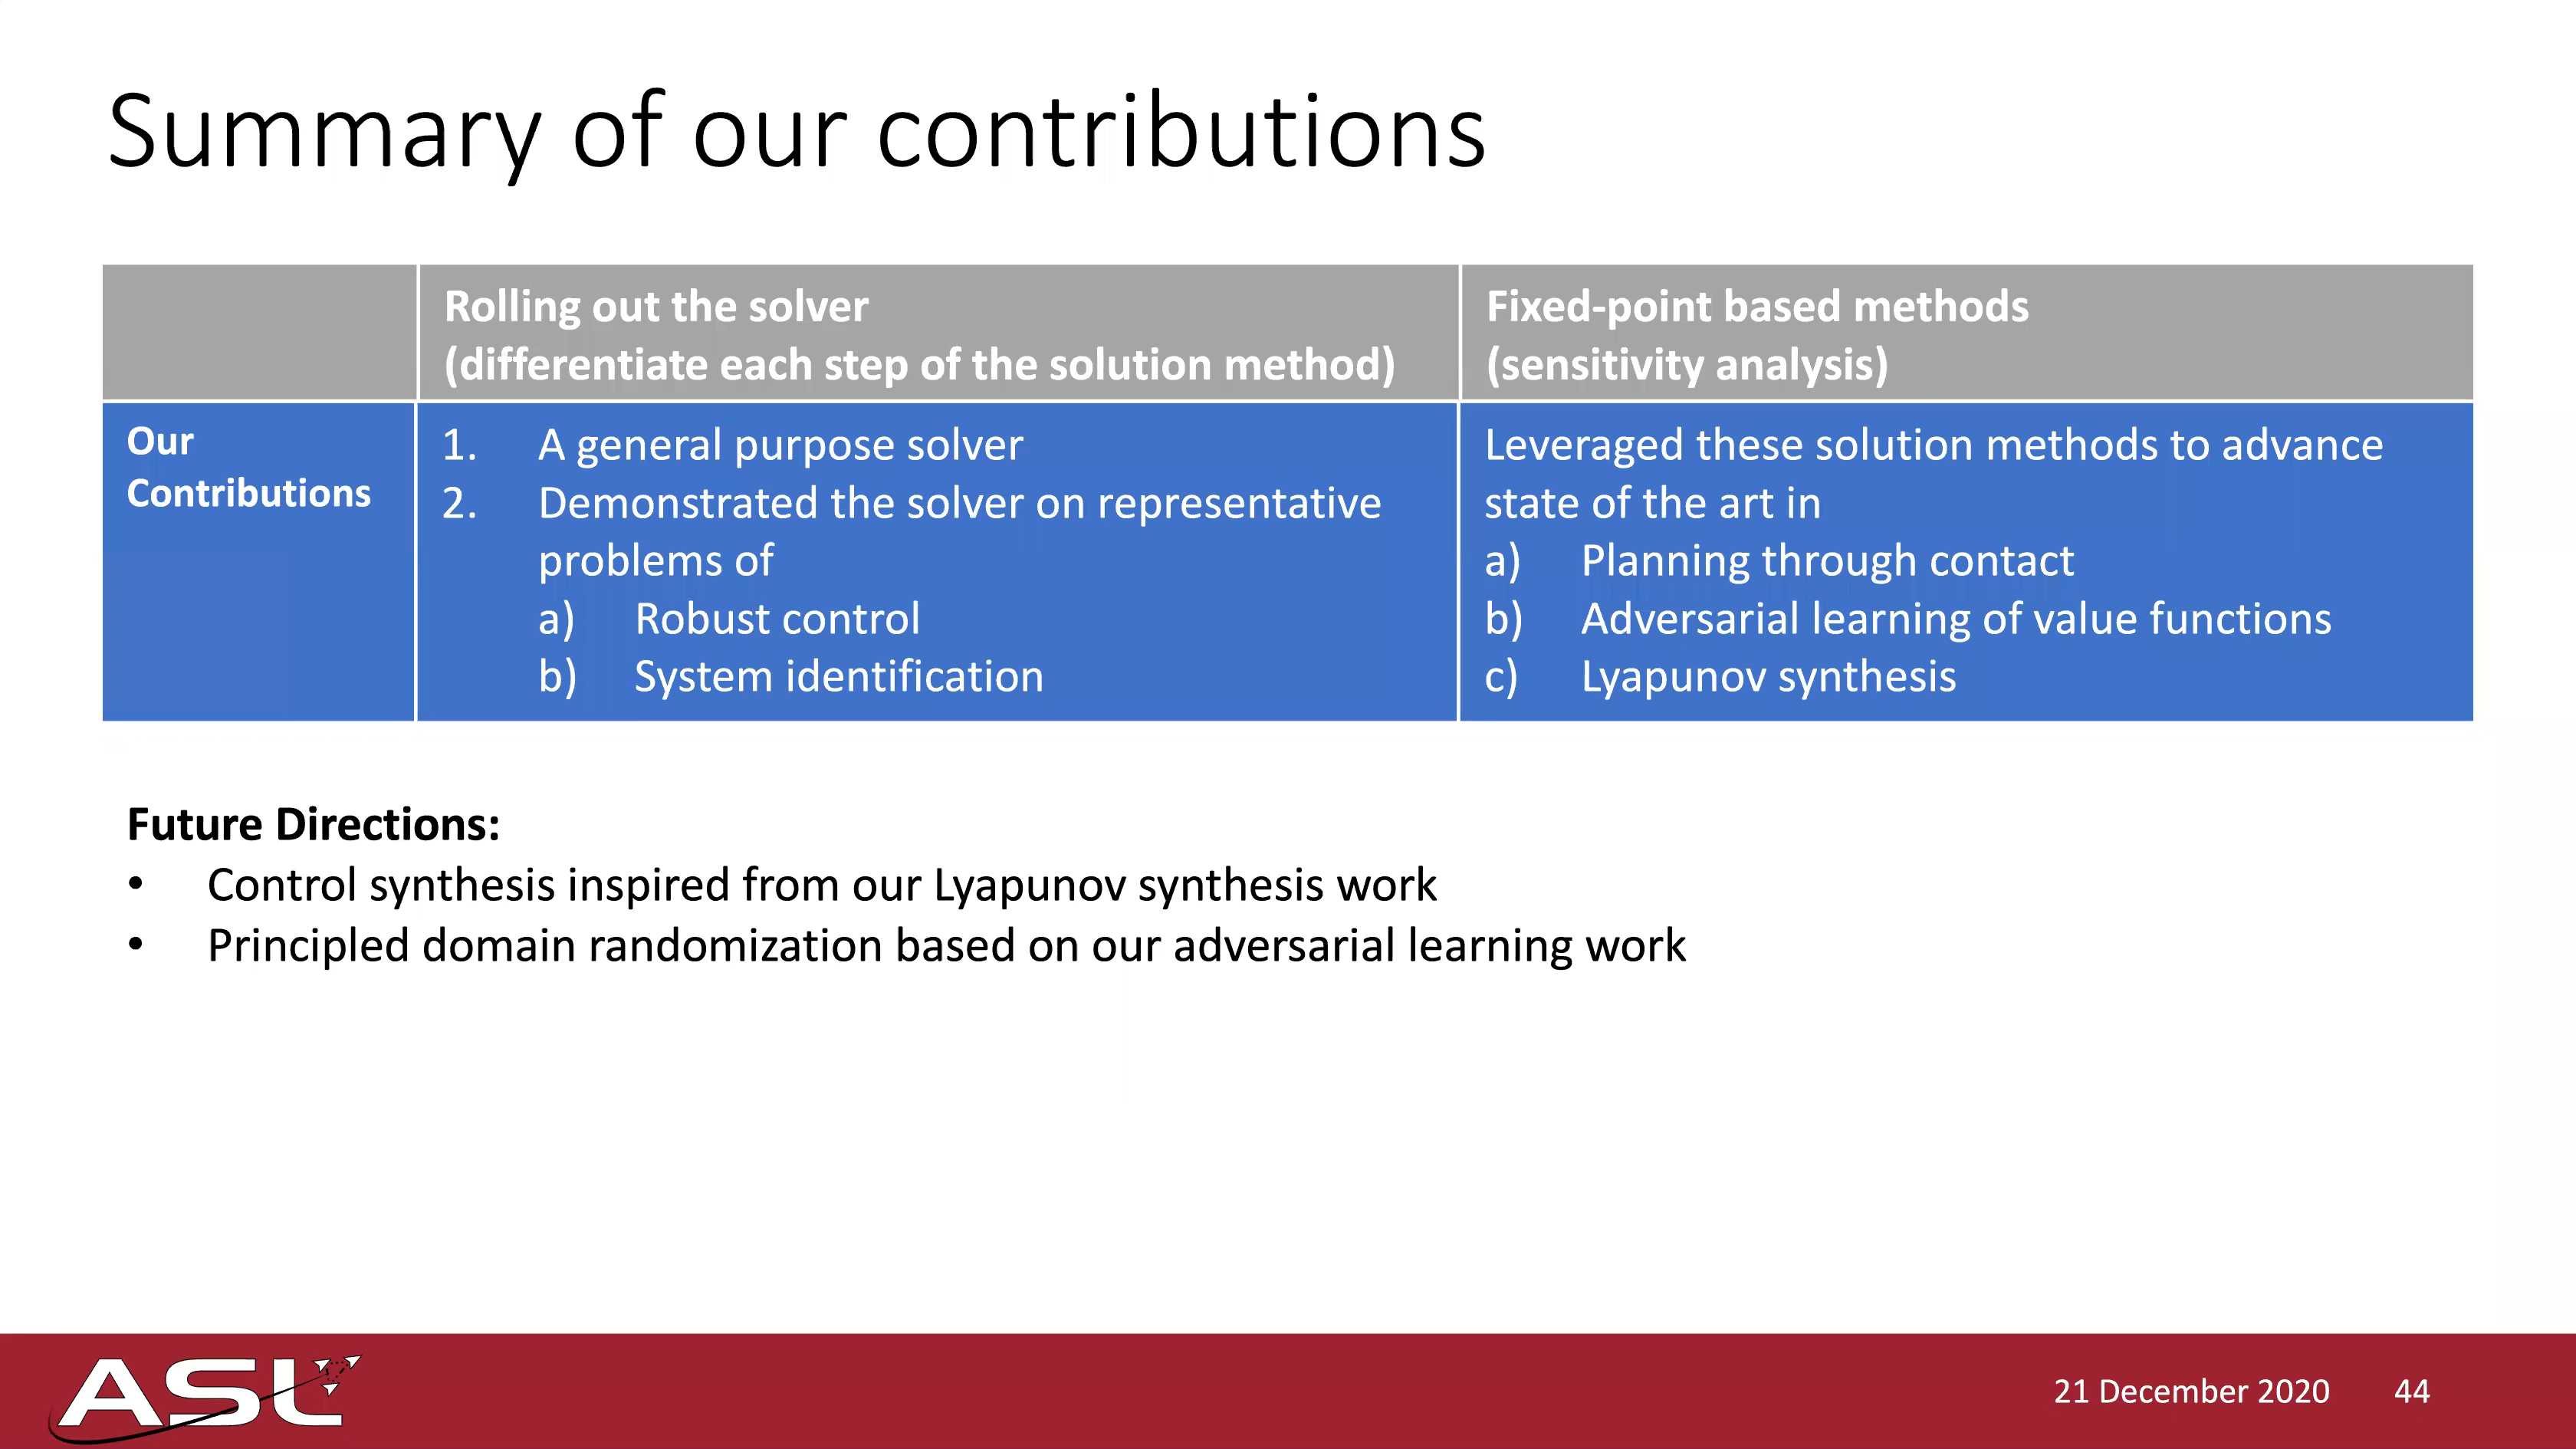 Summary of our contributions
Rolling out the solver
(differentiate each step of the solution method)
Fixed-point based methods
(sensitivity analysis)
Our
Contributions
1. A general purpose solver
2. Demonstrated the solver on representative
problems of
a) Robust control
b) System identification
Leveraged these solution methods to advance
state of the art in
a) Planning through contact
b) Adversarial learning of value functions
c) Lyapunov synthesis
Future Directions:
• Control synthesis inspired from our Lyapunov synthesis work
• Principled domain randomization based on our adversarial learning work
ASL
21 December 2020 44